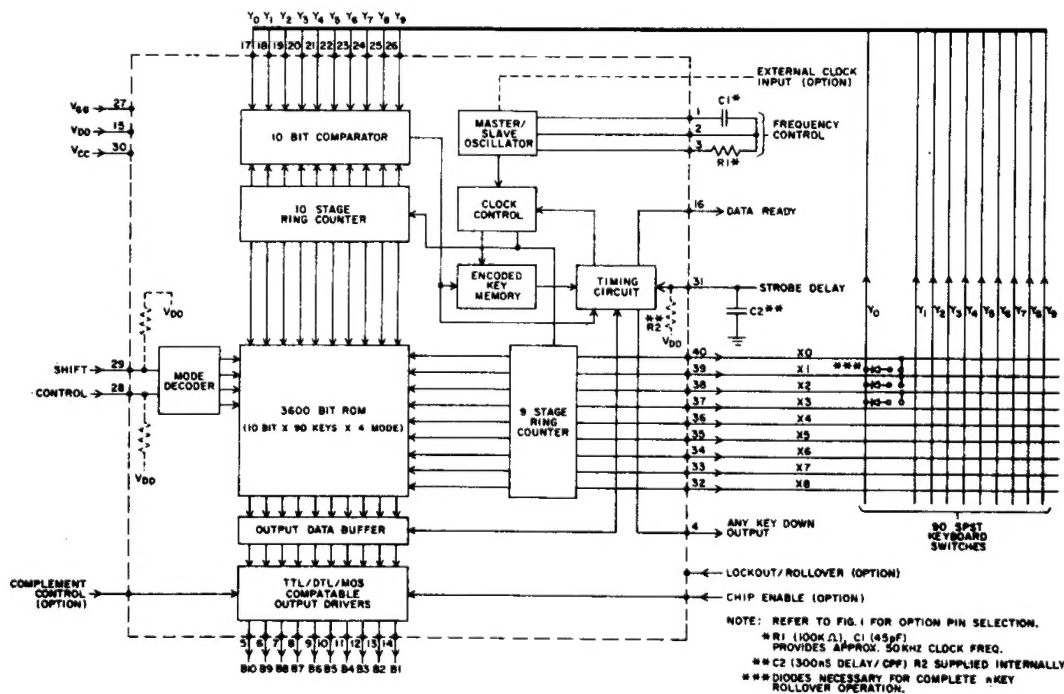 Y0 Y1 Y2 Y3 Y4 Y5 Y6 Y7 Y8 Y9
17 18 19 20 21 22 23 24 25 26
EXTERNAL CLOCK
INPUT (OPTION)
VGG 27
VDD 15
VCC 30
10 BIT COMPARATOR
MASTER/
SLAVE
OSCILLATOR
1 C1*
2
3 R1*
FREQUENCY
CONTROL
10 STAGE
RING COUNTER
CLOCK
CONTROL
16 DATA READY
ENCODED
KEY
MEMORY
TIMING
CIRCUIT
31 STROBE DELAY
**
R2
VDD
C2**
Y0 Y1 Y2 Y3 Y4 Y5 Y6 Y7 Y8 Y9
VDD
SHIFT 29
CONTROL 28
VDD
MODE
DECODER
3600 BIT ROM
(10 BIT X 90 KEYS X 4 MODE)
9 STAGE
RING
COUNTER
40 X0
39 X1 ***
38 X2
37 X3
36 X4
35 X5
34 X6
33 X7
32 X8
OUTPUT DATA BUFFER
4 ANY KEY DOWN
OUTPUT
90 SPST
KEYBOARD
SWITCHES
COMPLEMENT
CONTROL
(OPTION)
TTL/DTL/MOS
COMPATABLE
OUTPUT DRIVERS
LOCKOUT/ROLLOVER (OPTION)
CHIP ENABLE (OPTION)
5 6 7 8 9 10 11 12 13 14
B10 B9 B8 B7 B6 B5 B4 B3 B2 B1
NOTE: REFER TO FIG. 1 FOR OPTION PIN SELECTION.
*R1 (100KΩ), C1 (45pF)
PROVIDES APPROX. 50KHZ CLOCK FREQ.
**C2 (300nS DELAY/CPF) R2 SUPPLIED INTERNALLY
***DIODES NECESSARY FOR COMPLETE nKEY
ROLLOVER OPERATION.